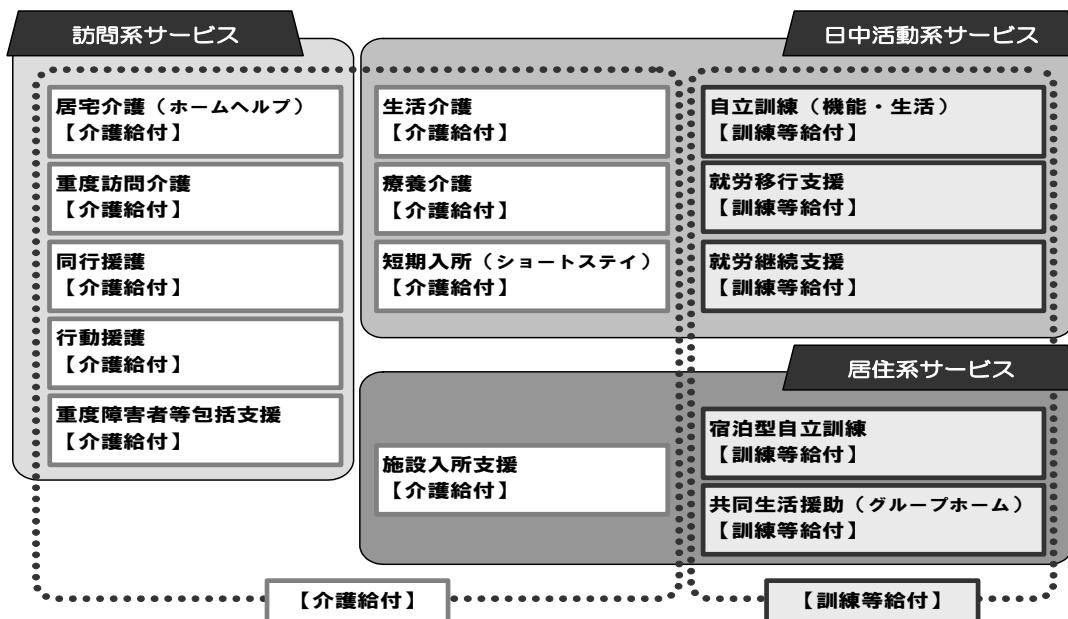 訪問系サービス
居宅介護（ホームヘルプ）
【介護給付】
重度訪問介護
【介護給付】
同行援護
【介護給付】
行動援護
【介護給付】
重度障害者等包括支援
【介護給付】
日中活動系サービス
生活介護
【介護給付】
療養介護
【介護給付】
短期入所（ショートステイ）
【介護給付】
自立訓練（機能・生活）
【訓練等給付】
就労移行支援
【訓練等給付】
就労継続支援
【訓練等給付】
居住系サービス
施設入所支援
【介護給付】
宿泊型自立訓練
【訓練等給付】
共同生活援助（グループホーム）
【訓練等給付】
【介護給付】
【訓練等給付】